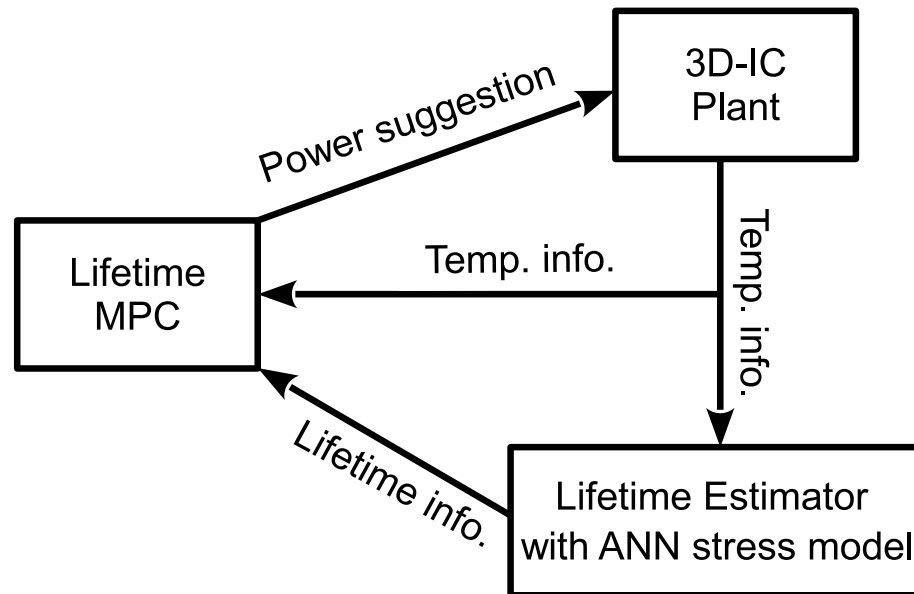 3D-IC
Plant
Power suggestion
Temp. info.
Temp. info.
Lifetime
MPC
Lifetime info.
Lifetime Estimator
with ANN stress model